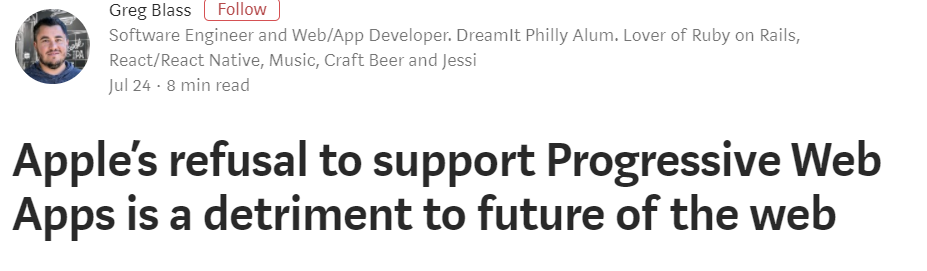 Greg Blass Follow
Software Engineer and Web/App Developer. DreamIt Philly Alum. Lover of Ruby on Rails,
React/React Native, Music, Craft Beer and Jessi
Jul 24 · 8 min read
Apple’s refusal to support Progressive Web
Apps is a detriment to future of the web